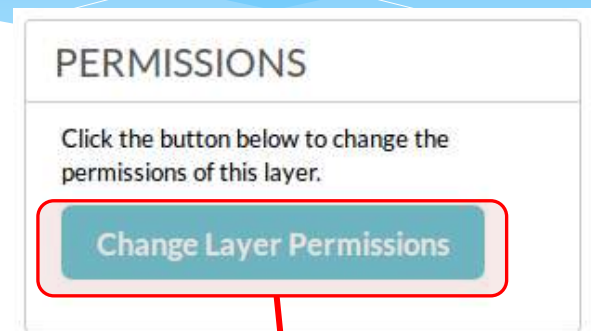 PERMISSIONS
Click the button below to change the
permissions of this layer.
Change Layer Permissions